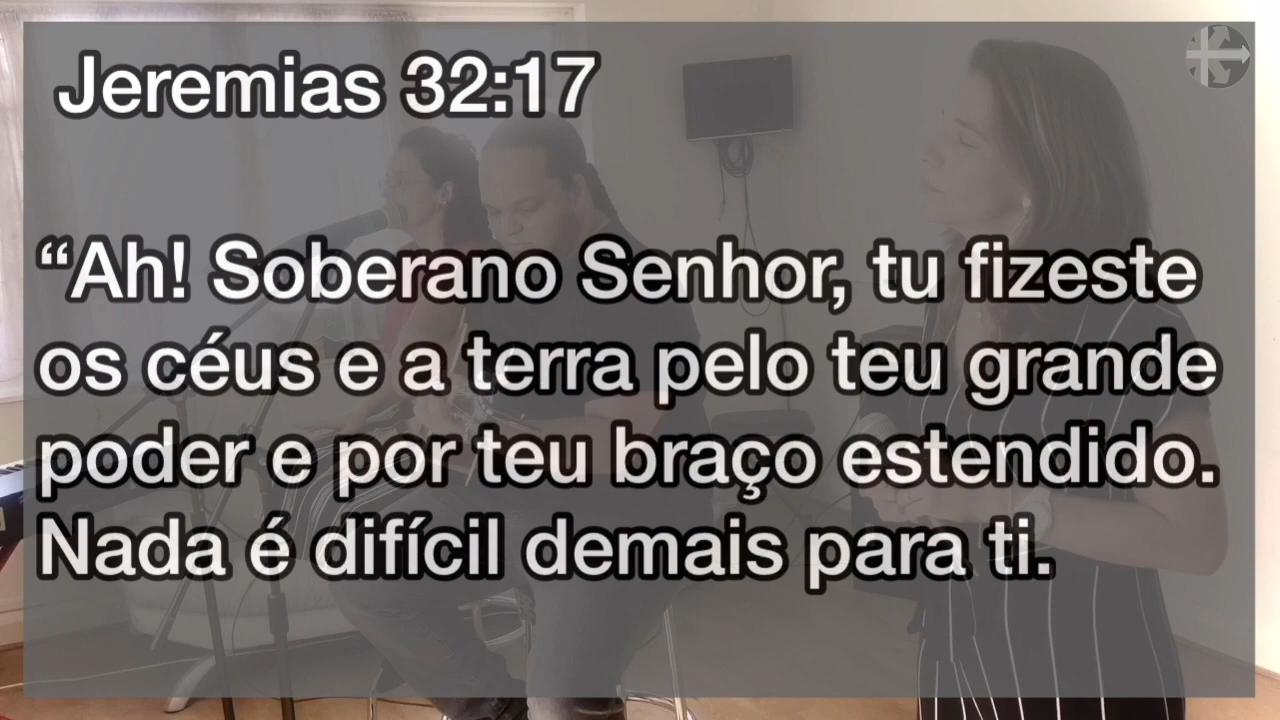 Jeremias 32:17
“Ah! Soberano Senhor, tu fizeste
os céus e a terra pelo teu grande
poder e por teu braço estendido.
Nada é difícil demais para ti.